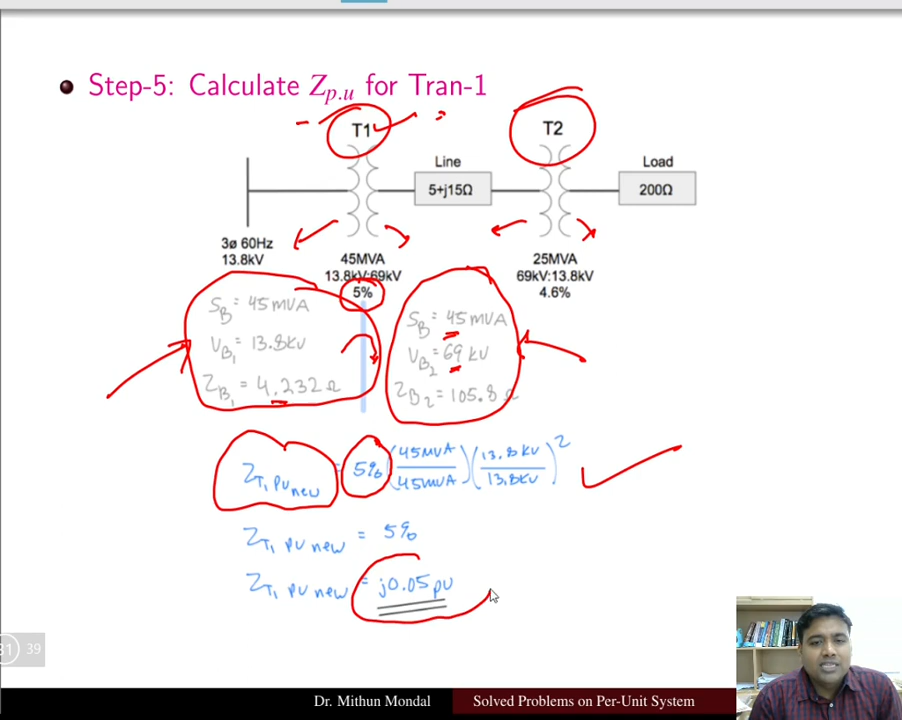 Step-5: Calculate Zp.u for Tran-1
T1
T2
Line
Load
5+j15Ω
200Ω
3ø 60Hz
13.8kV
45MVA
13.8kV:69kV
5%
25MVA
69kV:13.8kV
4.6%
SB = 45 MVA
VB1 = 13.8kV
ZB1 = 4.232 Ω
SB = 45 MVA
VB2 = 69 kV
ZB2 = 105.8 Ω
ZT1 PU new = 5% (45MVA/45MVA)(13.8kV/13.8kV)²
ZT1 PU new = 5%
ZT1 PU new = j0.05 pu
31 39
Dr. Mithun Mondal
Solved Problems on Per-Unit System